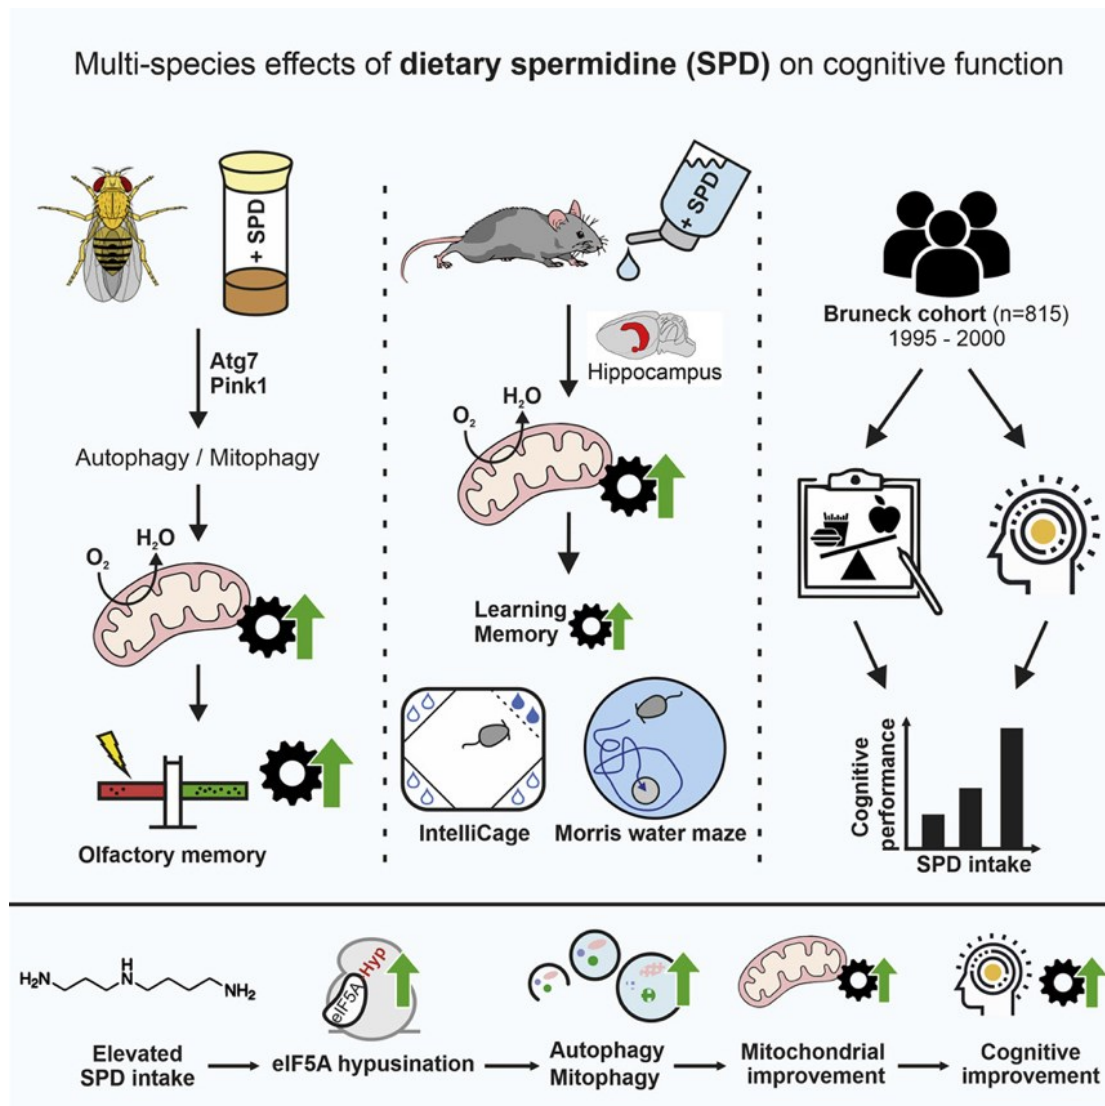 Multi-species effects of dietary spermidine (SPD) on cognitive function
+ SPD
Atg7
Pink1
Autophagy / Mitophagy
O₂
H₂O
Olfactory memory
+ SPD
Hippocampus
O₂
H₂O
Learning
Memory
IntelliCage
Morris water maze
Bruneck cohort (n=815)
1995 - 2000
Cognitive
performance
SPD intake
H₂N
H
N
NH₂
Elevated
SPD intake
eIF5A
Hyp
eIF5A hypusination
Autophagy
Mitophagy
Mitochondrial
improvement
Cognitive
improvement